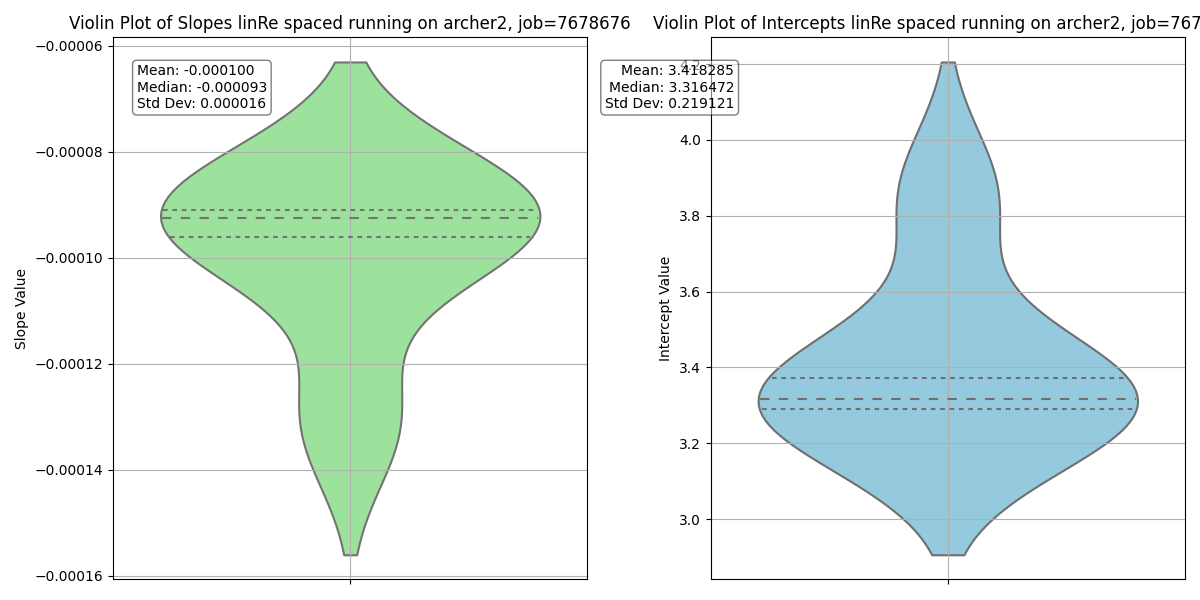 Violin Plot of Slopes linRe spaced running on archer2, job=7678676
−0.00006
−0.00008
−0.00010
−0.00012
−0.00014
−0.00016
Slope Value
Mean: -0.000100
Median: -0.000093
Std Dev: 0.000016
Violin Plot of Intercepts linRe spaced running on archer2, job=767
4.2
4.0
3.8
3.6
3.4
3.2
3.0
Intercept Value
Mean: 3.418285
Median: 3.316472
Std Dev: 0.219121